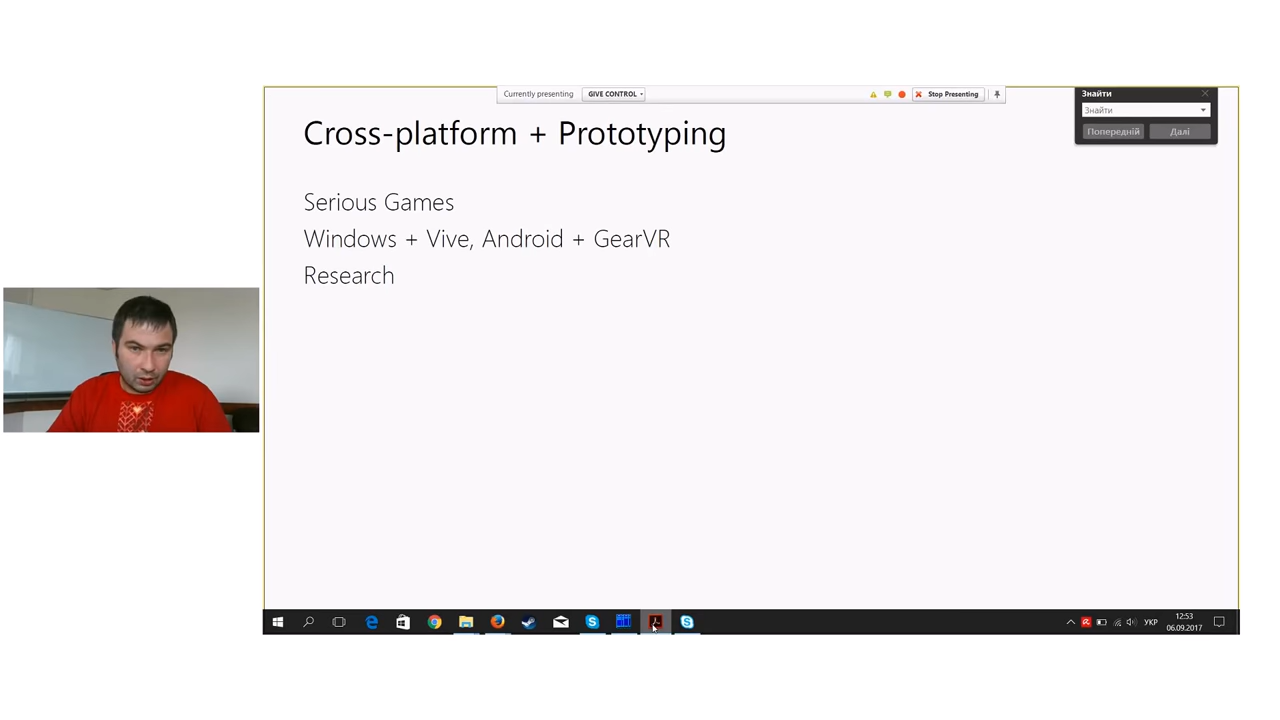 Currently presenting
GIVE CONTROL
Stop Presenting
Знайти
Знайти
Попередній
Далі
Cross-platform + Prototyping
Serious Games
Windows + Vive, Android + GearVR
Research
УКР
12:53
06.09.2017